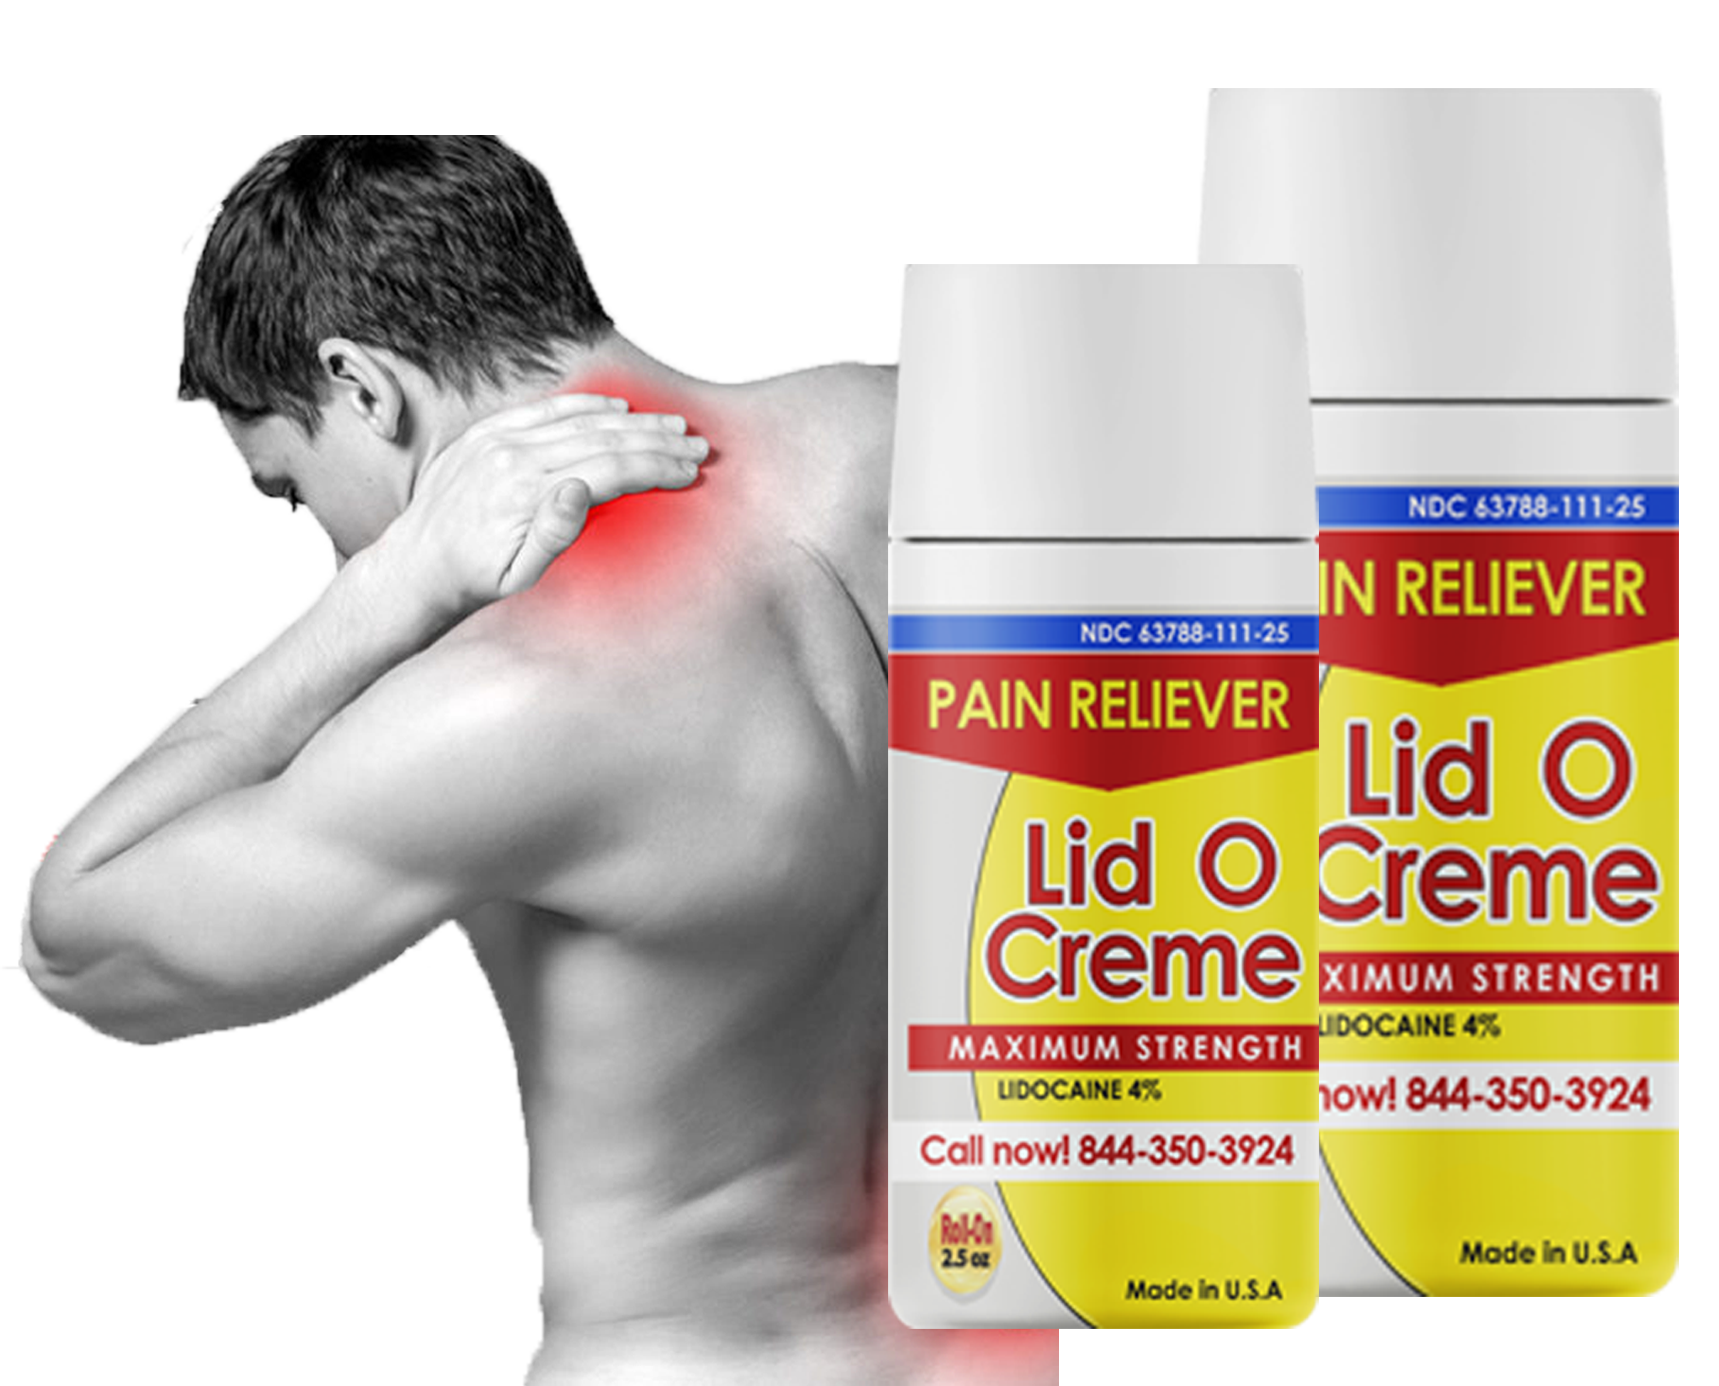 NDC 63788-111-25
PAIN RELIEVER
Lid O
Creme
MAXIMUM STRENGTH
LIDOCAINE 4%
Call now! 844-350-3924
Roll-On
2.5 oz
Made in U.S.A
NDC 63788-111-25
IN RELIEVER
Lid O
Creme
XIMUM STRENGTH
LIDOCAINE 4%
now! 844-350-3924
Made in U.S.A